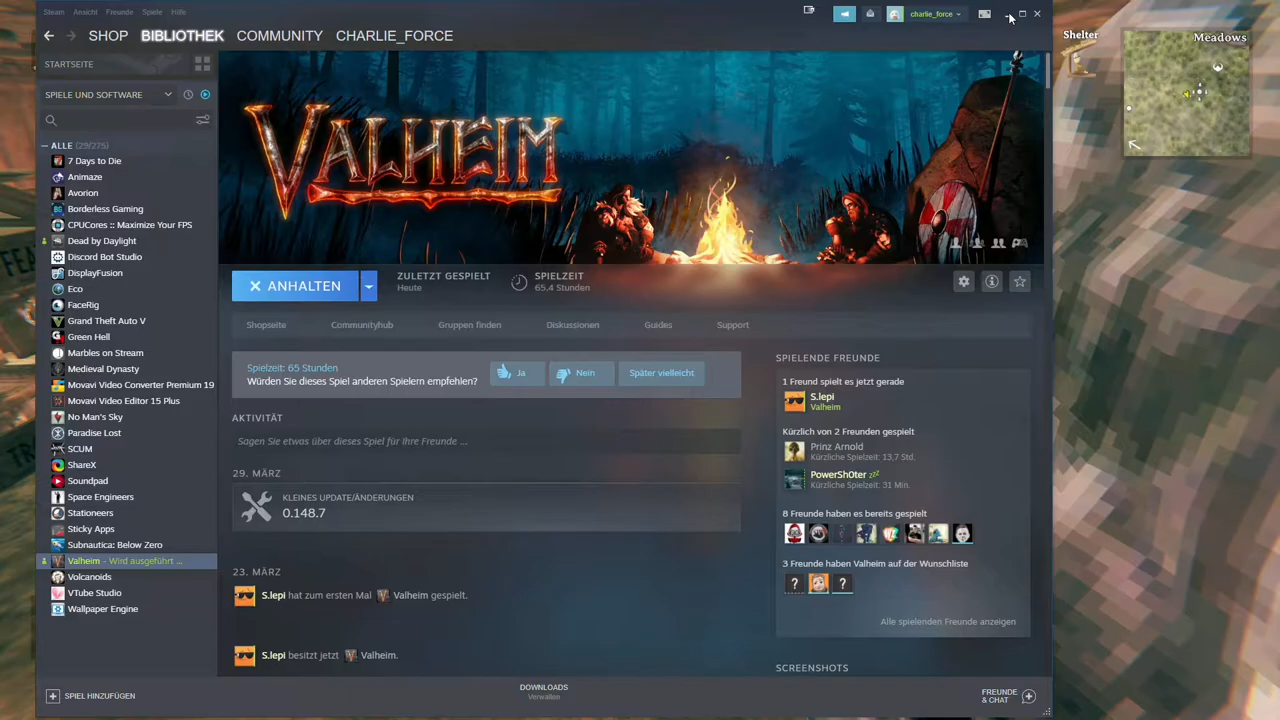 Steam Ansicht Freunde Spiele Hilfe
charlie_force
SHOP BIBLIOTHEK COMMUNITY CHARLIE_FORCE
STARTSEITE
SPIELE UND SOFTWARE
ALLE (29/275)
7 Days to Die
Animaze
Avorion
Borderless Gaming
CPUCores :: Maximize Your FPS
Dead by Daylight
Discord Bot Studio
DisplayFusion
Eco
FaceRig
Grand Theft Auto V
Green Hell
Marbles on Stream
Medieval Dynasty
Movavi Video Converter Premium 19
Movavi Video Editor 15 Plus
No Man's Sky
Paradise Lost
SCUM
ShareX
Soundpad
Space Engineers
Stationeers
Sticky Apps
Subnautica: Below Zero
Valheim - Wird ausgeführt ...
Volcanoids
VTube Studio
Wallpaper Engine
SPIEL HINZUFÜGEN
VALHEIM
ANHALTEN
ZULETZT GESPIELT
Heute
SPIELZEIT
65,4 Stunden
Shopseite Communityhub Gruppen finden Diskussionen Guides Support
Spielzeit: 65 Stunden
Würden Sie dieses Spiel anderen Spielern empfehlen?
Ja Nein Später vielleicht
AKTIVITÄT
Sagen Sie etwas über dieses Spiel für Ihre Freunde ...
29. MÄRZ
KLEINES UPDATE/ÄNDERUNGEN
0.148.7
23. MÄRZ
S.lepi hat zum ersten Mal Valheim gespielt.
S.lepi besitzt jetzt Valheim.
SPIELENDE FREUNDE
1 Freund spielt es jetzt gerade
S.lepi
Valheim
Kürzlich von 2 Freunden gespielt
Prinz Arnold
Kürzliche Spielzeit: 13,7 Std.
PowerSh0ter zzz
Kürzliche Spielzeit: 31 Min.
8 Freunde haben es bereits gespielt
3 Freunde haben Valheim auf der Wunschliste
? ?
Alle spielenden Freunde anzeigen
SCREENSHOTS
DOWNLOADS
Verwalten
FREUNDE
& CHAT
Shelter
Meadows